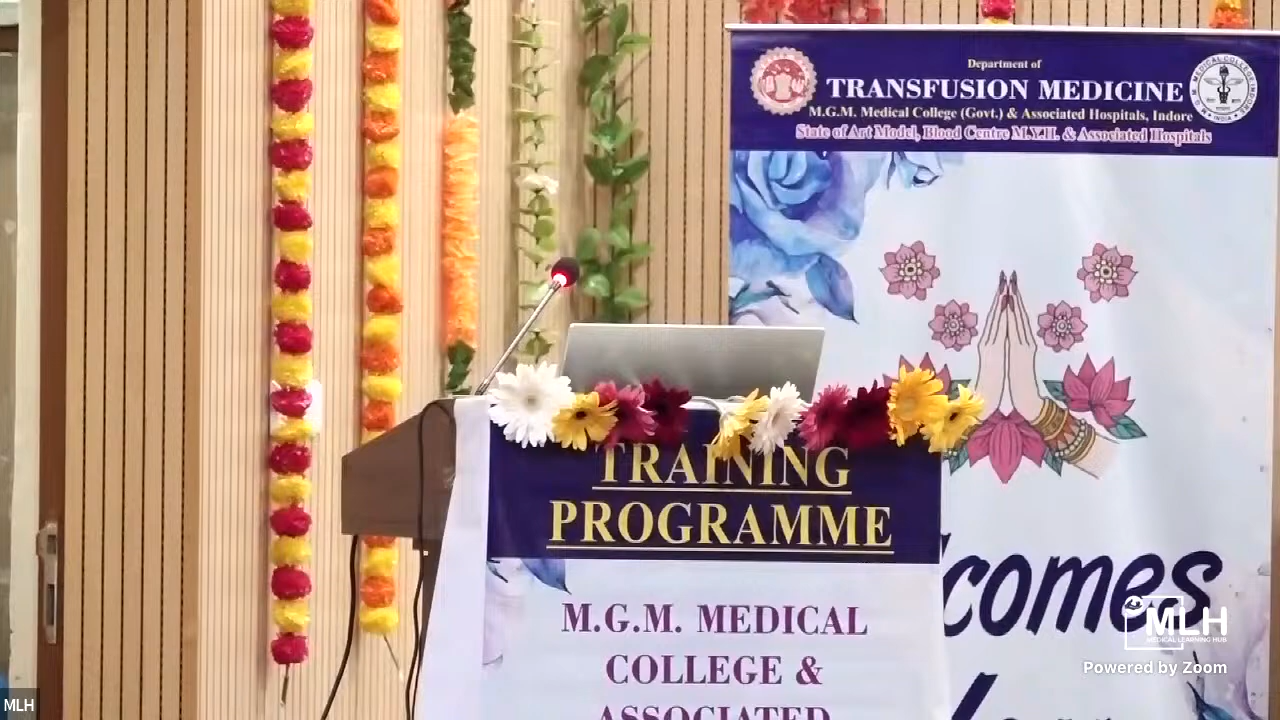 Department of
TRANSFUSION MEDICINE
M.G.M. Medical College (Govt.) & Associated Hospitals, Indore
State of Art Model, Blood Centre M.Y.H. & Associated Hospitals
TRAINING
PROGRAMME
M.G.M. MEDICAL
COLLEGE &
ASSOCIATED
comes
MLH
MEDICAL LEARNING HUB
Powered by Zoom
MLH